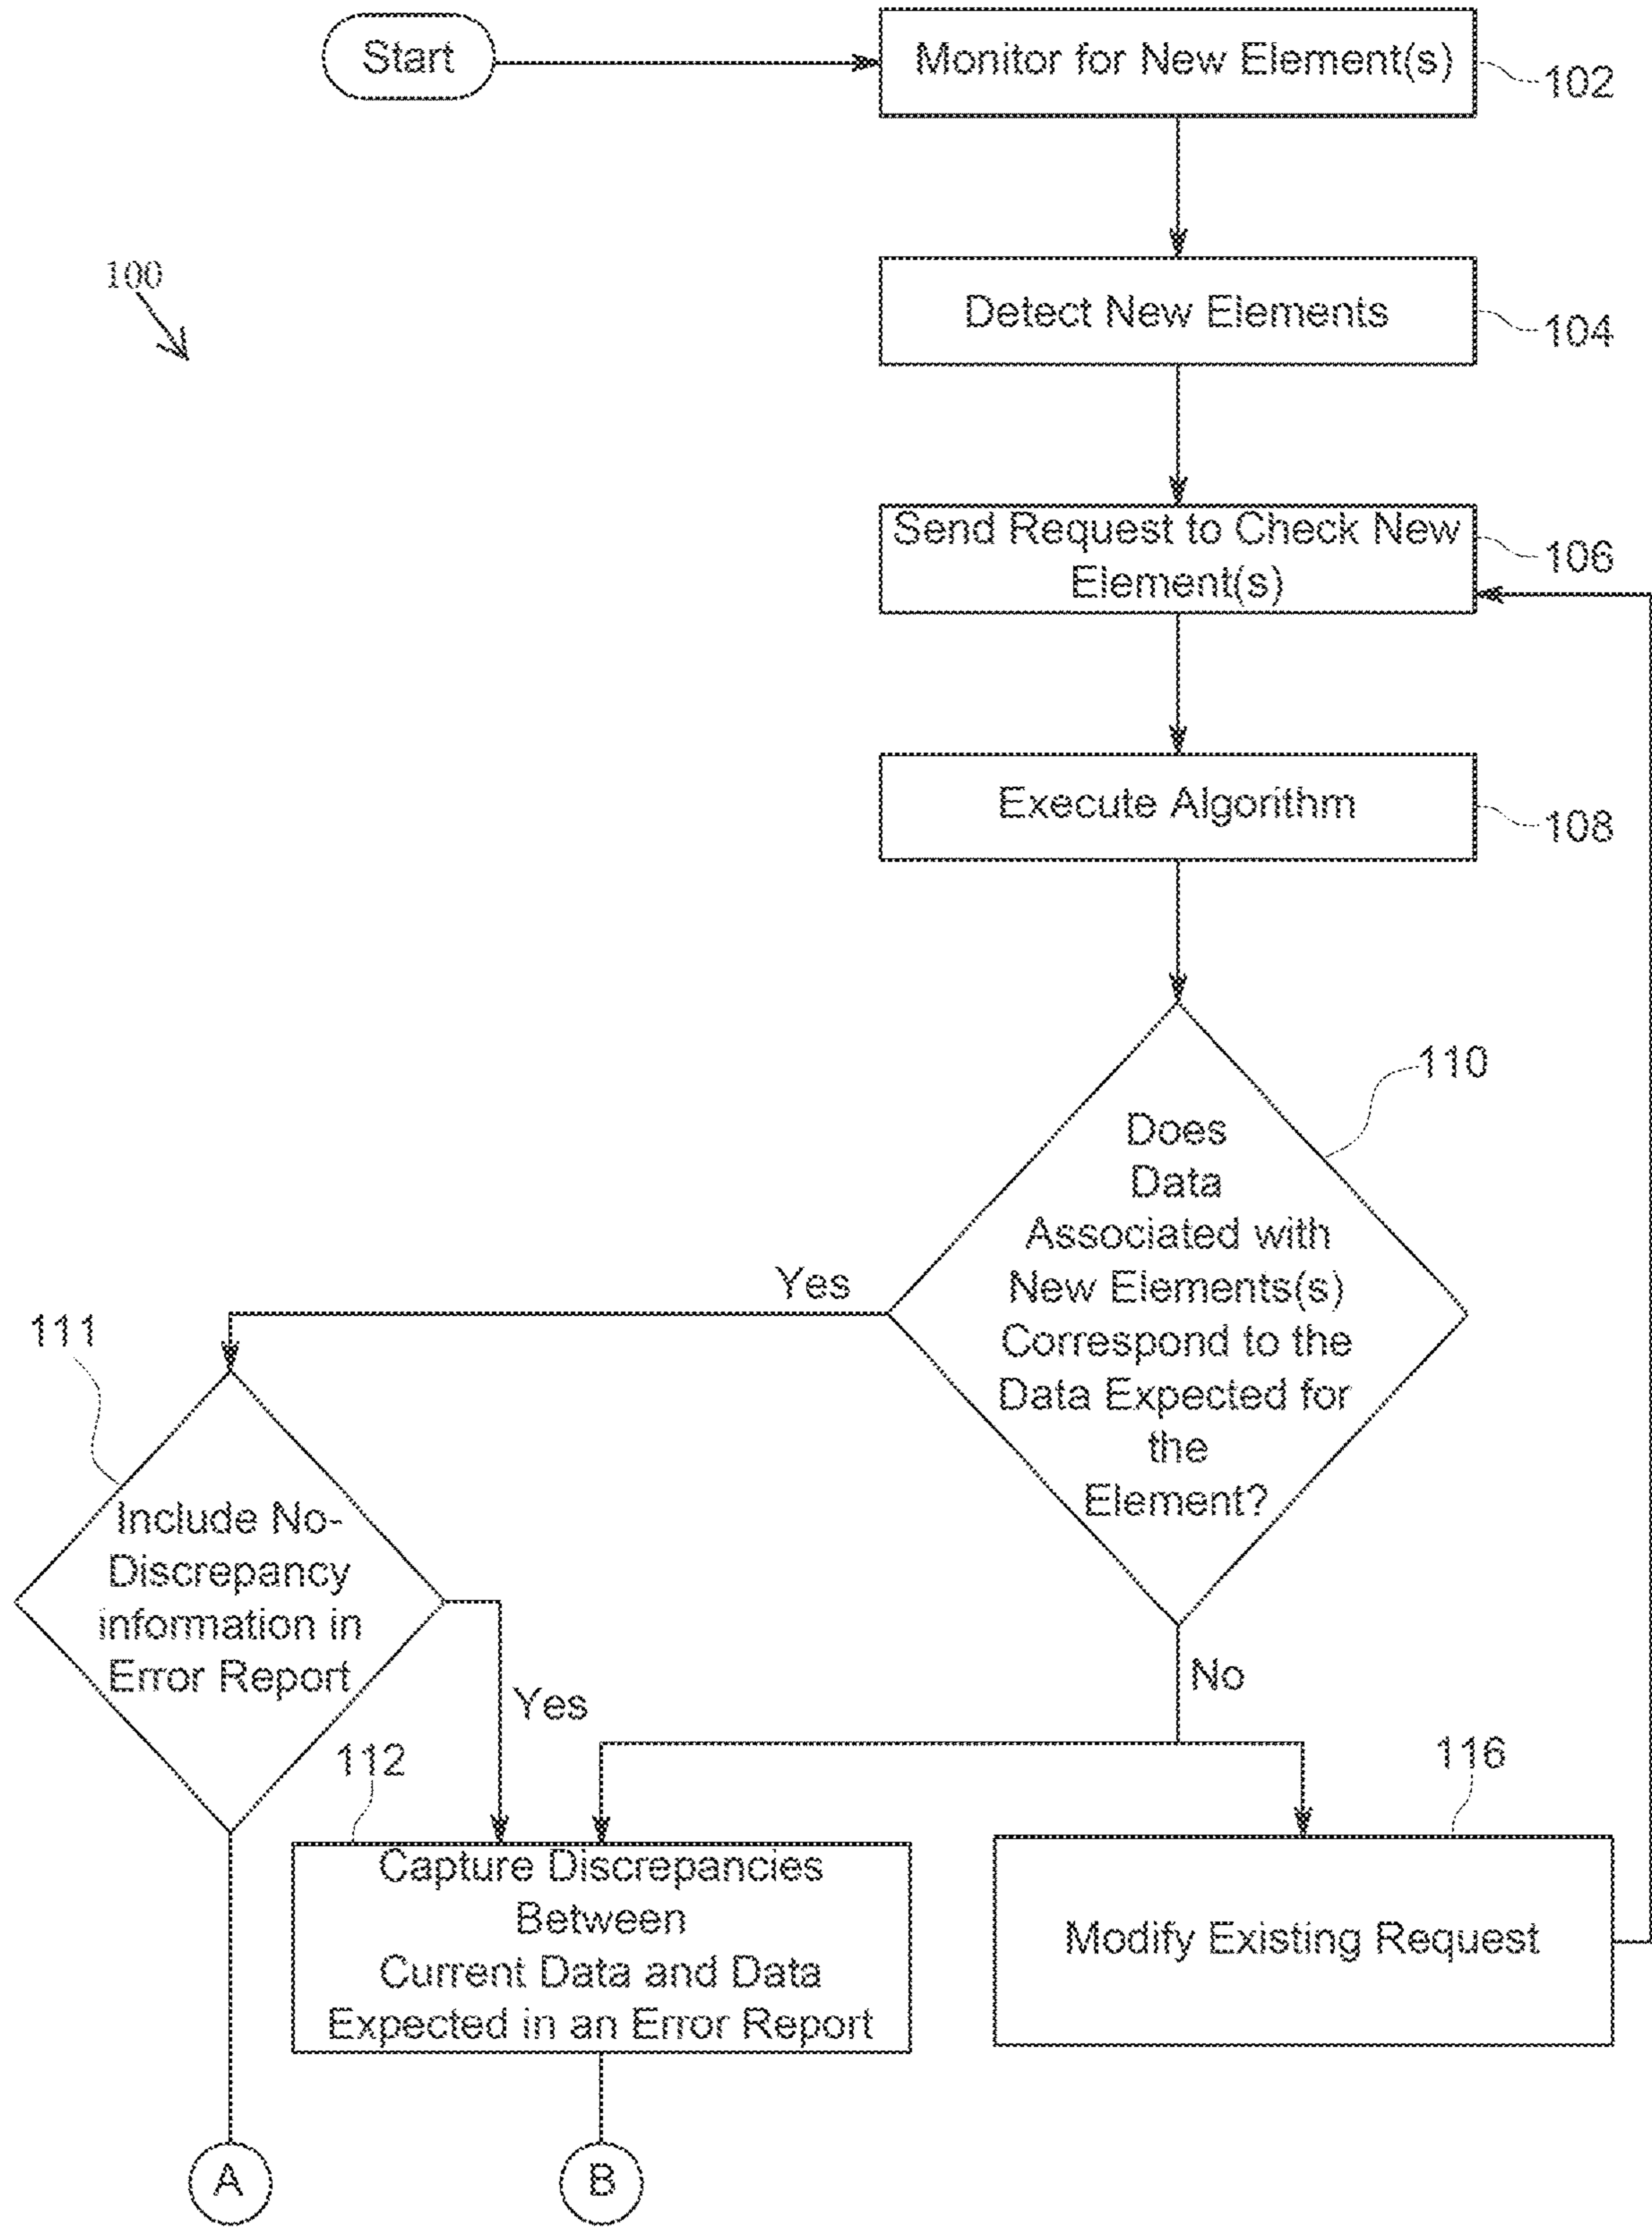 Start
Monitor for New Element(s)
102
100
Detect New Elements
104
Send Request to Check New
Element(s)
106
Execute Algorithm
108
110
Does
Data
Associated with
New Elements(s)
Correspond to the
Data Expected for
the
Element?
Yes
111
Include No-
Discrepancy
information in
Error Report
Yes
No
112
Capture Discrepancies
Between
Current Data and Data
Expected in an Error Report
116
Modify Existing Request
A
B